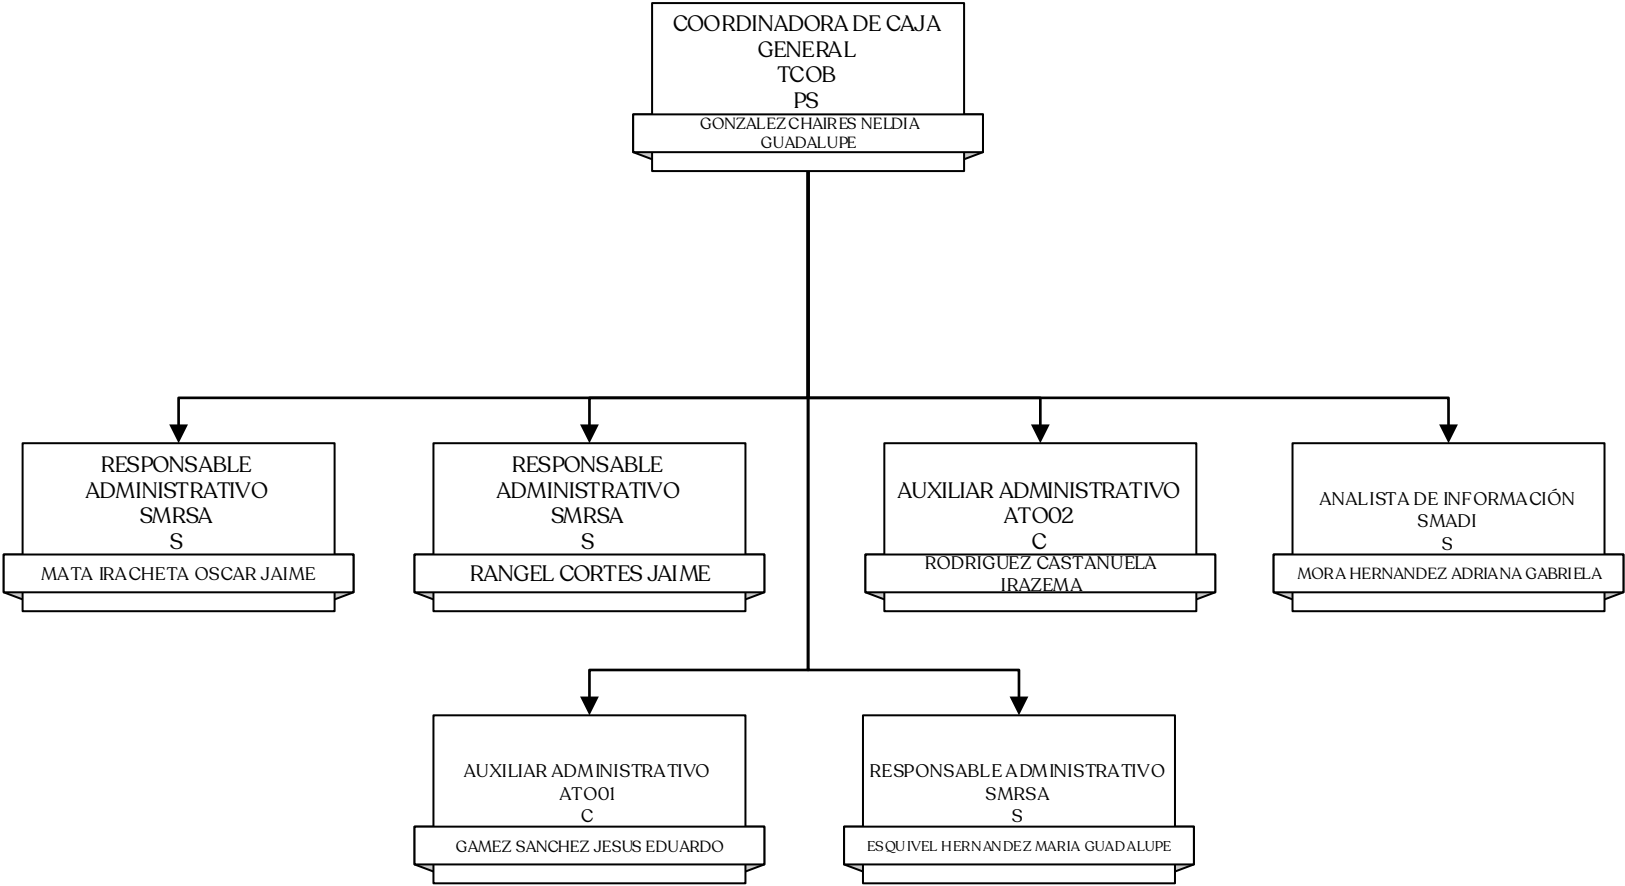 COORDINADORA DE CAJA
GENERAL
TCOB
PS
GONZALEZ CHAIRES NELDIA
GUADALUPE
RESPONSABLE
ADMINISTRATIVO
SMRSA
S
MATA IRACHETA OSCAR JAIME
RESPONSABLE
ADMINISTRATIVO
SMRSA
S
RANGEL CORTES JAIME
AUXILIAR ADMINISTRATIVO
ATO02
C
RODRIGUEZ CASTANUELA
IRAZEMA
ANALISTA DE INFORMACIÓN
SMADI
S
MORA HERNANDEZ ADRIANA GABRIELA
AUXILIAR ADMINISTRATIVO
ATO01
C
GAMEZ SANCHEZ JESUS EDUARDO
RESPONSABLE ADMINISTRATIVO
SMRSA
S
ESQUIVEL HERNANDEZ MARIA GUADALUPE